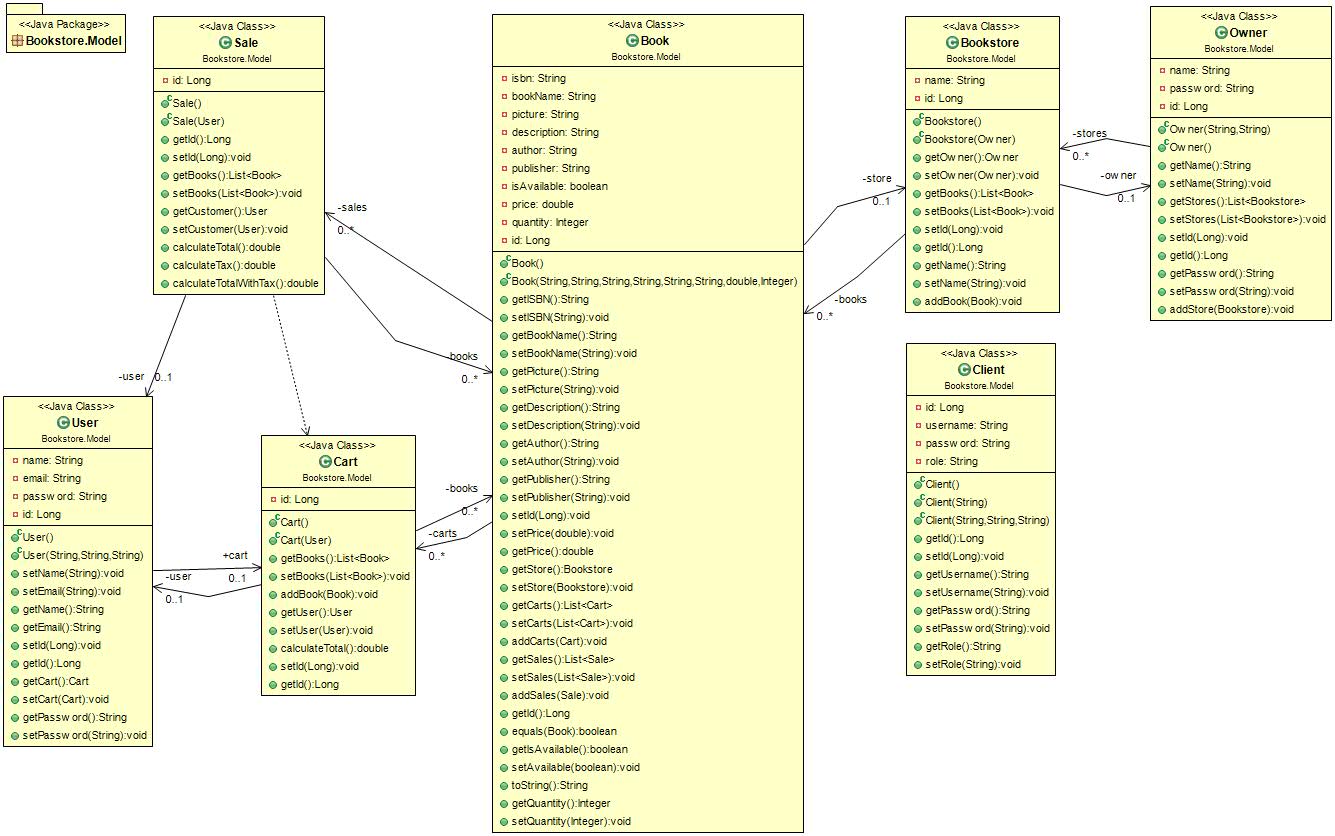 <<Java Package>>
Bookstore.Model
<<Java Class>>
Sale
Bookstore.Model
id: Long
Sale()
Sale(User)
getId():Long
setId(Long):void
getBooks():List<Book>
setBooks(List<Book>):void
getCustomer():User
setCustomer(User):void
calculateTotal():double
calculateTax():double
calculateTotalWithTax():double
<<Java Class>>
Book
Bookstore.Model
isbn: String
bookName: String
picture: String
description: String
author: String
publisher: String
isAvailable: boolean
price: double
quantity: Integer
id: Long
Book()
Book(String,String,String,String,String,String,double,Integer)
getISBN():String
setISBN(String):void
getBookName():String
setBookName(String):void
getPicture():String
setPicture(String):void
getDescription():String
setDescription(String):void
getAuthor():String
setAuthor(String):void
getPublisher():String
setPublisher(String):void
setId(Long):void
setPrice(double):void
getPrice():double
getStore():Bookstore
setStore(Bookstore):void
getCarts():List<Cart>
setCarts(List<Cart>):void
addCarts(Cart):void
getSales():List<Sale>
setSales(List<Sale>):void
addSales(Sale):void
getId():Long
equals(Book):boolean
getIsAvailable():boolean
setAvailable(boolean):void
toString():String
getQuantity():Integer
setQuantity(Integer):void
<<Java Class>>
Bookstore
Bookstore.Model
name: String
id: Long
Bookstore()
Bookstore(Owner)
getOwner():Owner
setOwner(Owner):void
getBooks():List<Book>
setBooks(List<Book>):void
setId(Long):void
getId():Long
getName():String
setName(String):void
addBook(Book):void
<<Java Class>>
Owner
Bookstore.Model
name: String
password: String
id: Long
Owner(String,String)
Owner()
getName():String
setName(String):void
getStores():List<Bookstore>
setStores(List<Bookstore>):void
setId(Long):void
getId():Long
getPassword():String
setPassword(String):void
addStore(Bookstore):void
-stores
0..*
-owner
0..1
-store
0..1
-books
0..*
-sales
0..*
-books
0..*
-user 0..1
<<Java Class>>
User
Bookstore.Model
name: String
email: String
password: String
id: Long
User()
User(String,String,String)
setName(String):void
setEmail(String):void
getName():String
getEmail():String
setId(Long):void
getId():Long
getCart():Cart
setCart(Cart):void
getPassword():String
setPassword(String):void
+cart
0..1
-user
0..1
<<Java Class>>
Cart
Bookstore.Model
id: Long
Cart()
Cart(User)
getBooks():List<Book>
setBooks(List<Book>):void
addBook(Book):void
getUser():User
setUser(User):void
calculateTotal():double
setId(Long):void
getId():Long
-books
0..*
-carts
0..*
<<Java Class>>
Client
Bookstore.Model
id: Long
username: String
password: String
role: String
Client()
Client(String)
Client(String,String,String)
getId():Long
setId(Long):void
getUsername():String
setUsername(String):void
getPassword():String
setPassword(String):void
getRole():String
setRole(String):void